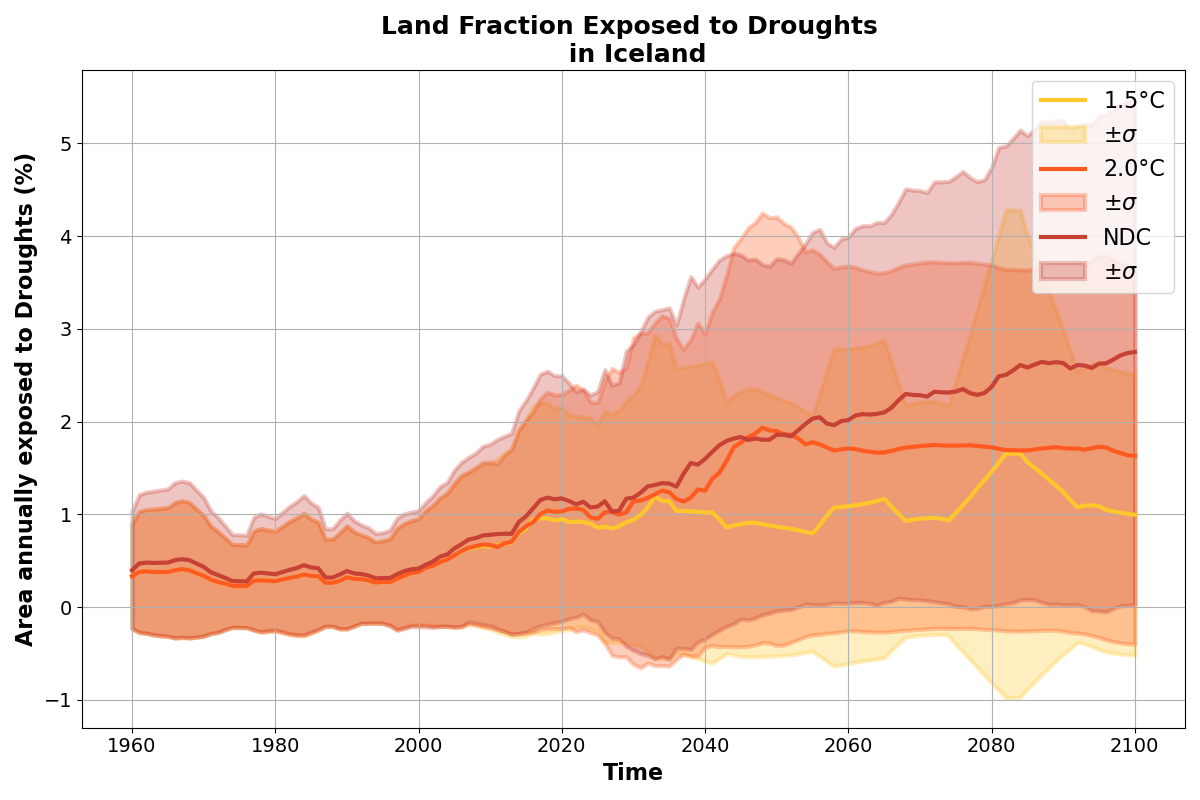 Land Fraction Exposed to Droughts
in Iceland
Area annually exposed to Droughts (%)
5
4
3
2
1
0
−1
1960
1980
2000
2020
2040
2060
2080
2100
Time
1.5°C
±σ
2.0°C
±σ
NDC
±σ